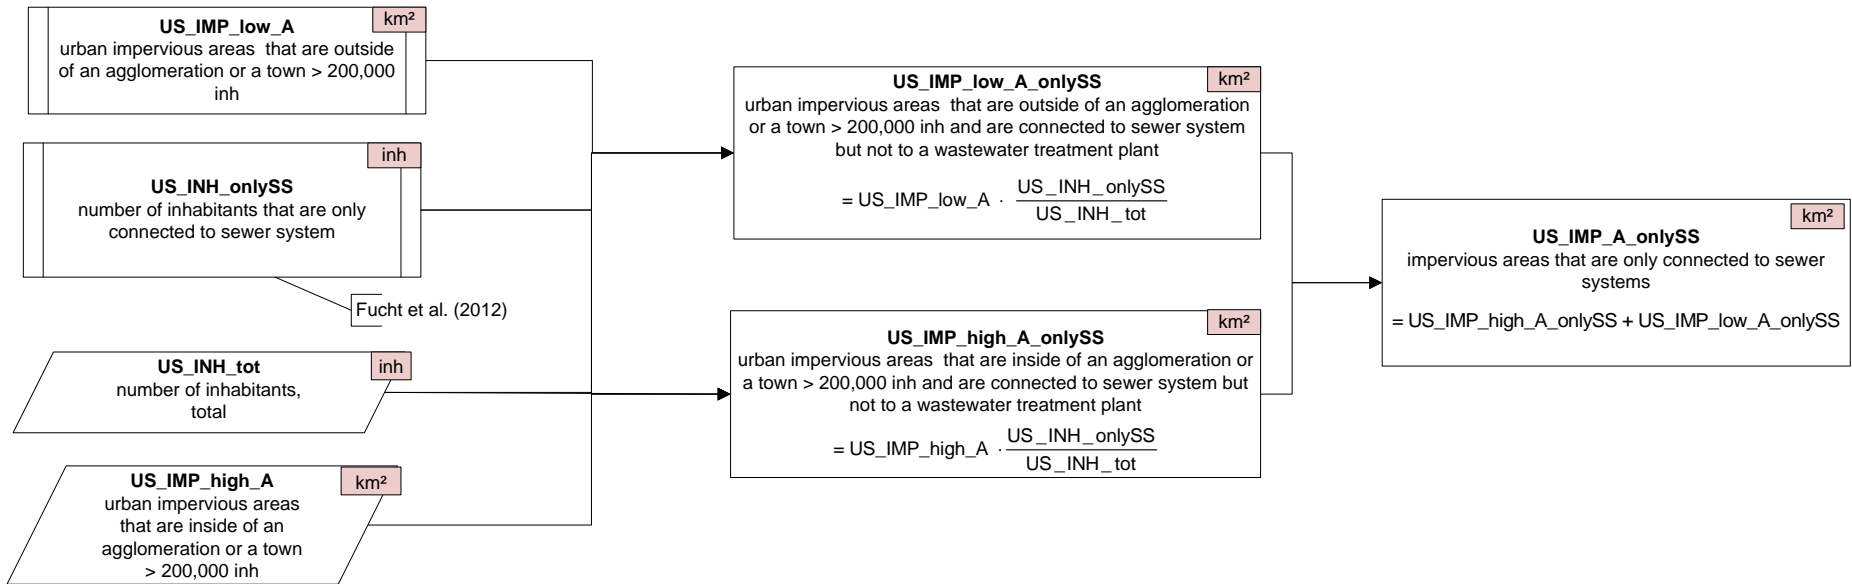 km²
US_IMP_low_A
urban impervious areas that are outside
of an agglomeration or a town > 200,000
inh
inh
US_INH_onlySS
number of inhabitants that are only
connected to sewer system
Fucht et al. (2012)
inh
US_INH_tot
number of inhabitants,
total
km²
US_IMP_high_A
urban impervious areas
that are inside of an
agglomeration or a town
> 200,000 inh
km²
US_IMP_low_A_onlySS
urban impervious areas that are outside of an agglomeration
or a town > 200,000 inh and are connected to sewer system
but not to a wastewater treatment plant
US_INH_onlySS
= US_IMP_low_A ·
US_INH_tot
km²
US_IMP_high_A_onlySS
urban impervious areas that are inside of an agglomeration or
a town > 200,000 inh and are connected to sewer system but
not to a wastewater treatment plant
US_INH_onlySS
= US_IMP_high_A ·
US_INH_tot
km²
US_IMP_A_onlySS
impervious areas that are only connected to sewer
systems
= US_IMP_high_A_onlySS + US_IMP_low_A_onlySS